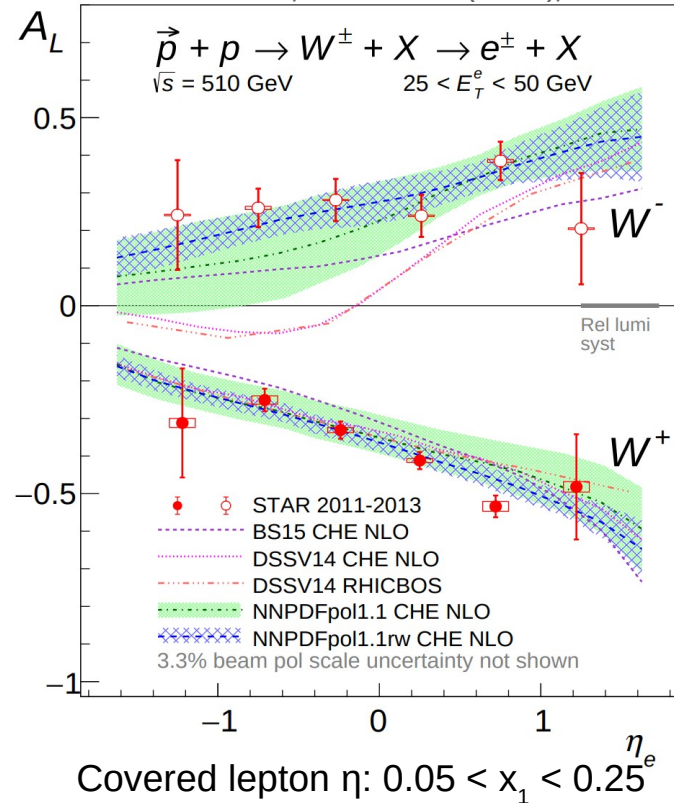 A_L
p⃗ + p → W^± + X → e^± + X
√s = 510 GeV 25 < E_T^e < 50 GeV
0.5
W^-
0
Rel lumi
syst
W^+
−0.5
STAR 2011-2013
BS15 CHE NLO
DSSV14 CHE NLO
DSSV14 RHICBOS
NNPDFpol1.1 CHE NLO
NNPDFpol1.1rw CHE NLO
3.3% beam pol scale uncertainty not shown
−1
−1 0 1
η_e
Covered lepton η: 0.05 < x_1 < 0.25